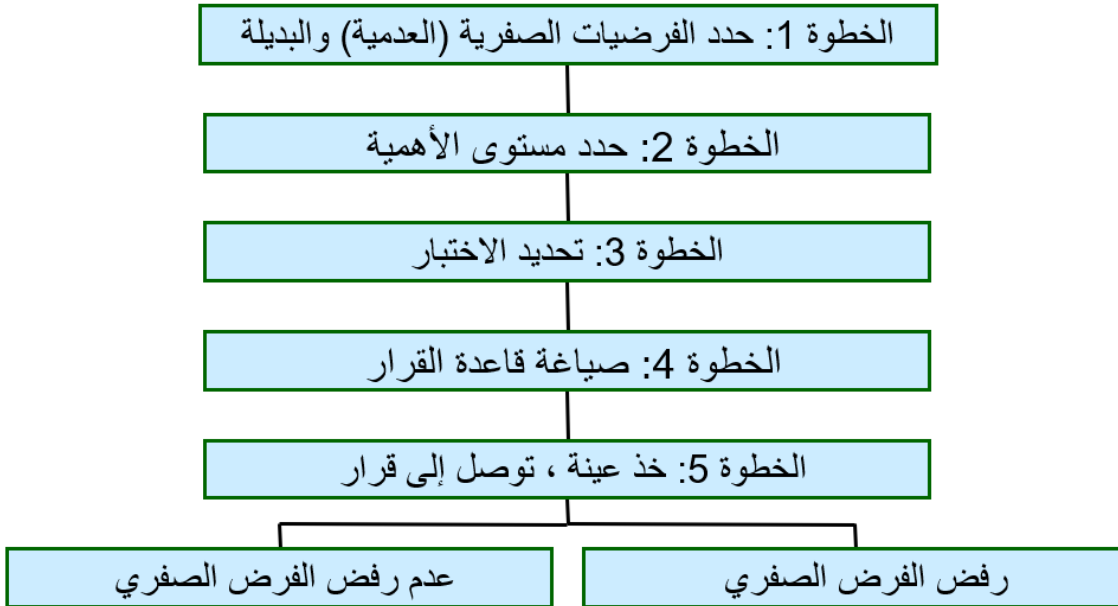 الخطوة 1: حدد الفرضيات الصفرية (العدمية) والبديلة
الخطوة 2: حدد مستوى الأهمية
الخطوة 3: تحديد الاختبار
الخطوة 4: صياغة قاعدة القرار
الخطوة 5: خذ عينة ، توصل إلى قرار
رفض الفرض الصفري
عدم رفض الفرض الصفري